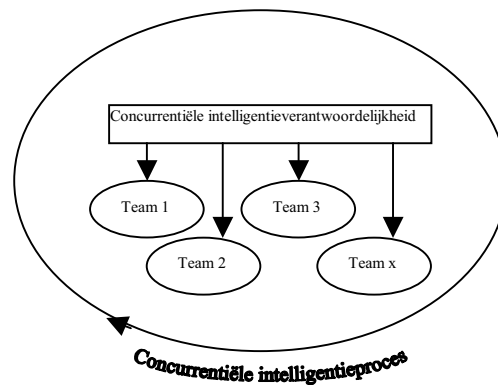 Concurrentiële intelligentieverantwoordelijkheid
Team 1
Team 3
Team 2
Team x
Concurrentiële intelligentieproces